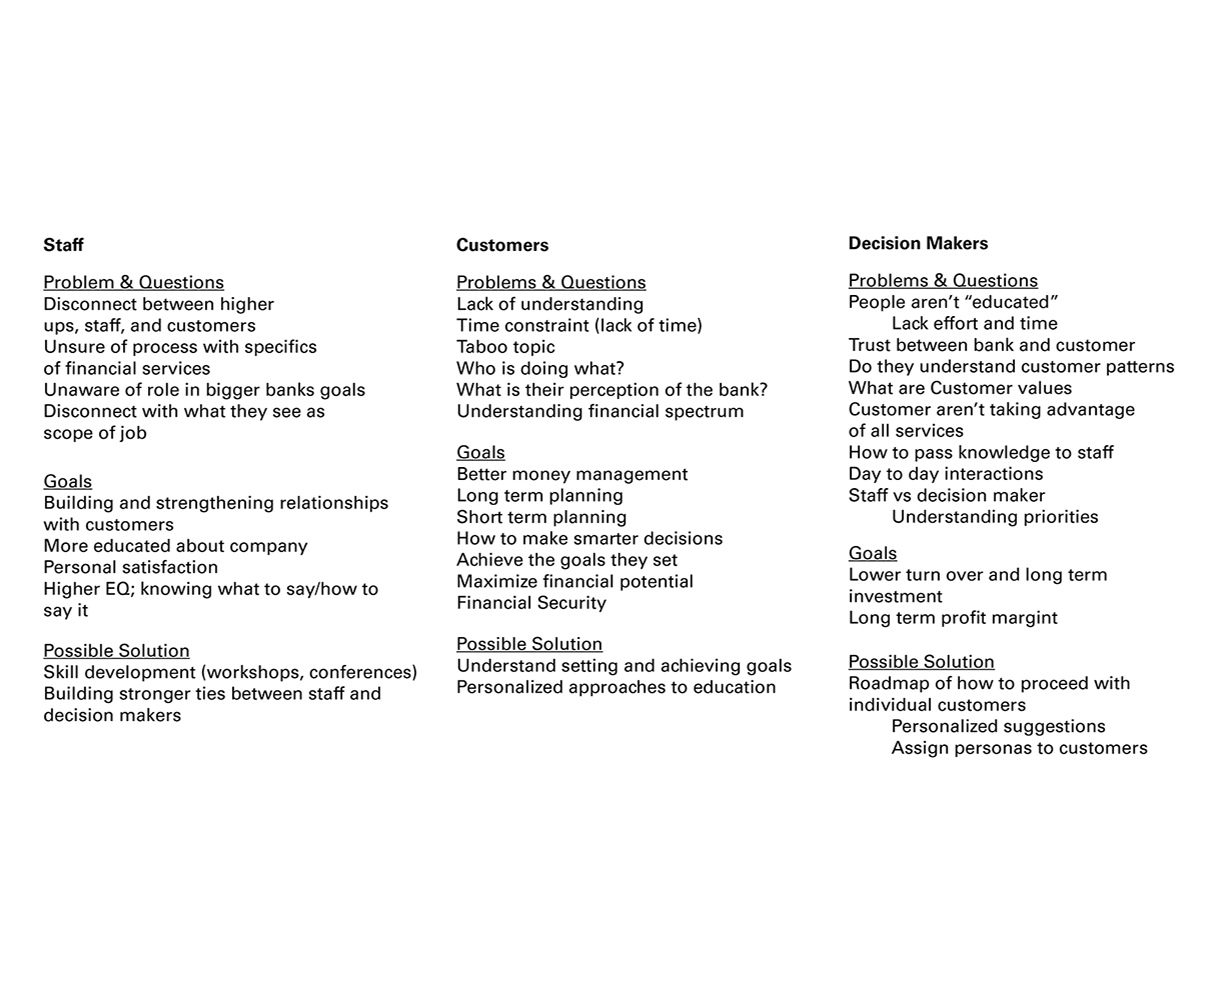 Staff
Problem & Questions
Disconnect between higher
ups, staff, and customers
Unsure of process with specifics
of financial services
Unaware of role in bigger banks goals
Disconnect with what they see as
scope of job
Goals
Building and strengthening relationships
with customers
More educated about company
Personal satisfaction
Higher EQ; knowing what to say/how to
say it
Possible Solution
Skill development (workshops, conferences)
Building stronger ties between staff and
decision makers
Customers
Problems & Questions
Lack of understanding
Time constraint (lack of time)
Taboo topic
Who is doing what?
What is their perception of the bank?
Understanding financial spectrum
Goals
Better money management
Long term planning
Short term planning
How to make smarter decisions
Achieve the goals they set
Maximize financial potential
Financial Security
Possible Solution
Understand setting and achieving goals
Personalized approaches to education
Decision Makers
Problems & Questions
People aren’t “educated”
Lack effort and time
Trust between bank and customer
Do they understand customer patterns
What are Customer values
Customer aren’t taking advantage
of all services
How to pass knowledge to staff
Day to day interactions
Staff vs decision maker
Understanding priorities
Goals
Lower turn over and long term
investment
Long term profit margint
Possible Solution
Roadmap of how to proceed with
individual customers
Personalized suggestions
Assign personas to customers